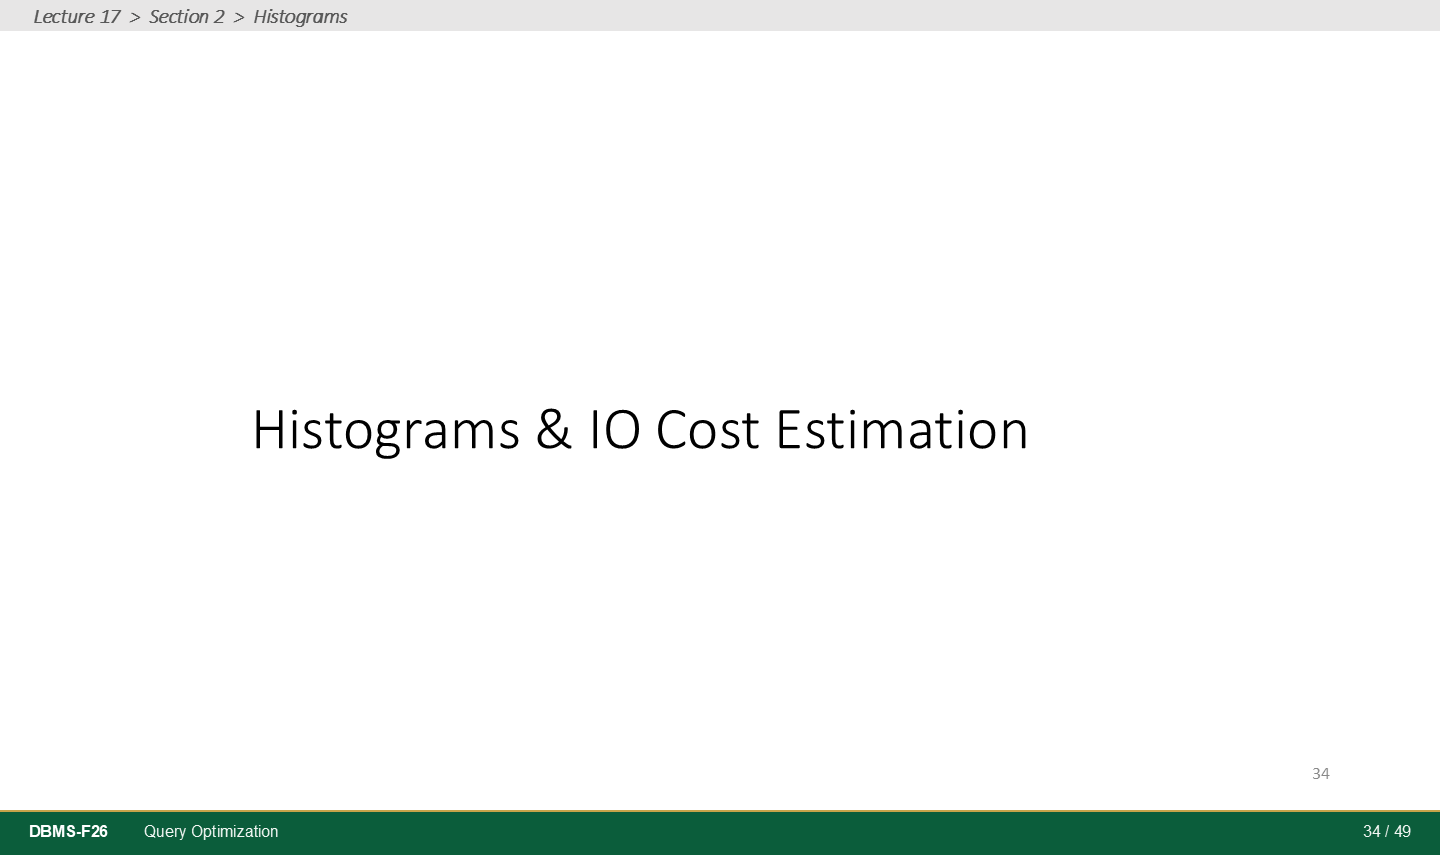 Lecture 17 > Section 2 > Histograms
Histograms & IO Cost Estimation
34
DBMS-F26 Query Optimization 34 / 49